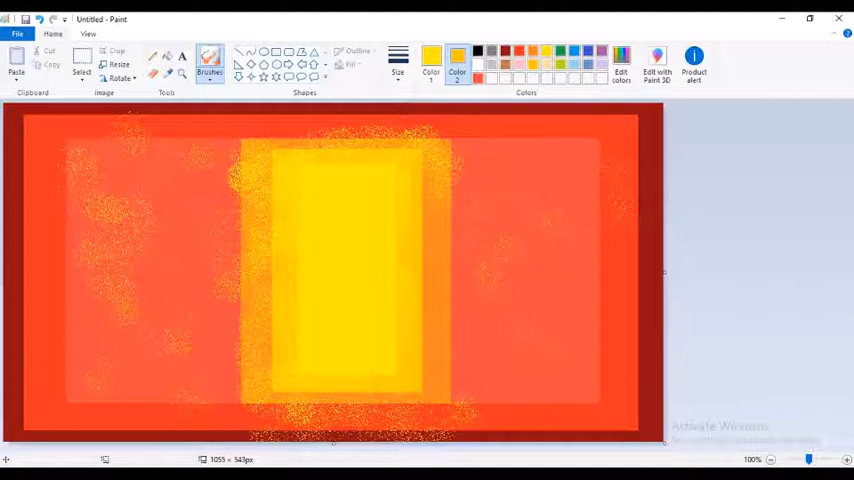 Untitled - Paint
File Home View
Paste
Cut
Copy
Clipboard
Select
Crop
Resize
Rotate
Image
A
Tools
Brushes
Outline
Fill
Shapes
Size
Color 1
Color 2
Edit colors
Edit with Paint 3D
Product alert
Colors
Activate Windows
1055 × 543px
100%